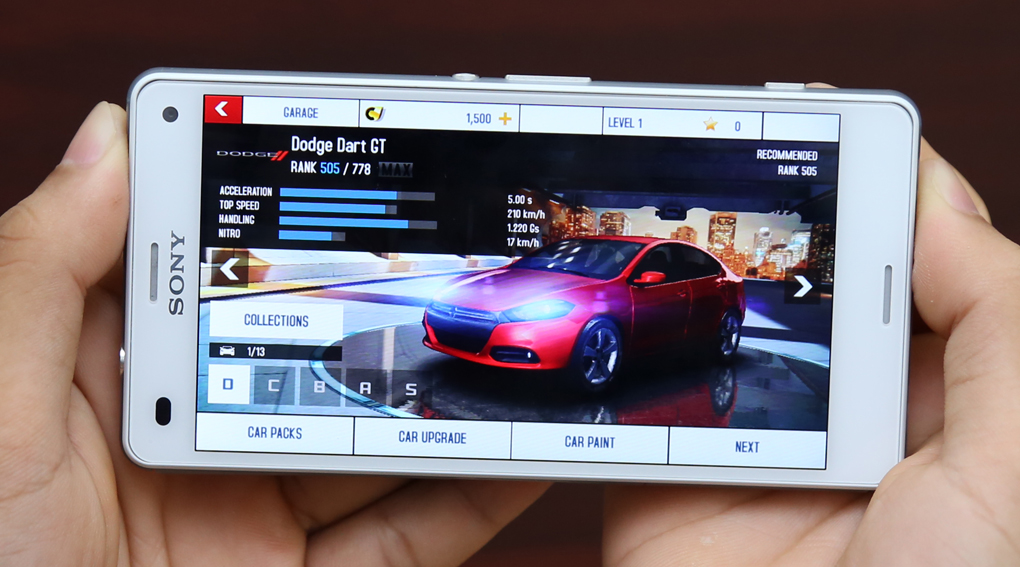 GARAGE
1,500
LEVEL 1
0
DODGE
Dodge Dart GT
RANK 505 / 778 MAX
RECOMMENDED
RANK 505
ACCELERATION
5.00 s
TOP SPEED
210 km/h
HANDLING
1.220 Gs
NITRO
17 km/h
COLLECTIONS
1/13
D C B A S
CAR PACKS
CAR UPGRADE
CAR PAINT
NEXT
SONY